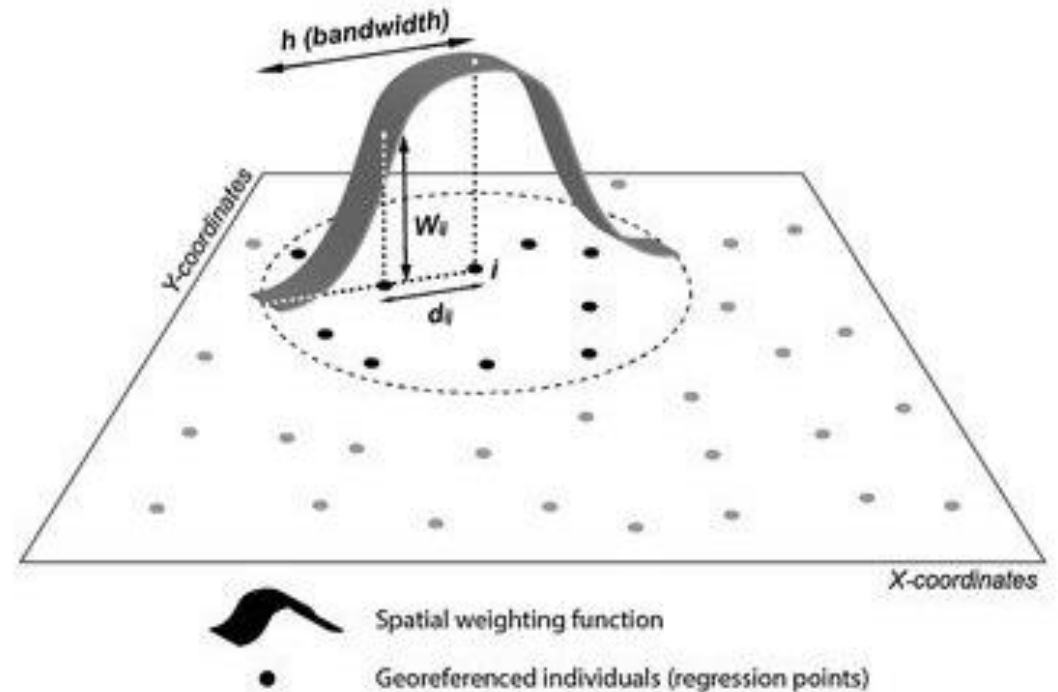 h (bandwidth)
Y-coordinates
Wij
i
dij
X-coordinates
Spatial weighting function
Georeferenced individuals (regression points)